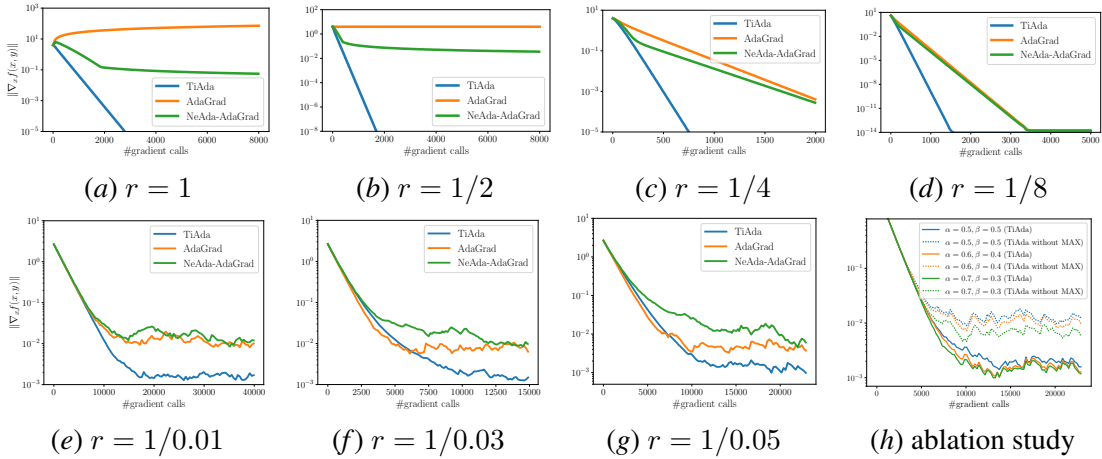 10¹
10⁻¹
10⁻³
10⁻⁵
‖∇ₓf(x, y)‖
0 2000 4000 6000 8000
#gradient calls
TiAda
AdaGrad
NeAda-AdaGrad
(a) r = 1
10²
10⁰
10⁻²
10⁻⁴
10⁻⁶
10⁻⁸
0 2000 4000 6000 8000
#gradient calls
TiAda
AdaGrad
NeAda-AdaGrad
(b) r = 1/2
10¹
10⁻¹
10⁻³
10⁻⁵
0 500 1000 1500 2000
#gradient calls
TiAda
AdaGrad
NeAda-AdaGrad
(c) r = 1/4
10¹
10⁻²
10⁻⁵
10⁻⁸
10⁻¹¹
10⁻¹⁴
0 1000 2000 3000 4000 5000
#gradient calls
TiAda
AdaGrad
NeAda-AdaGrad
(d) r = 1/8
10¹
10⁰
10⁻¹
10⁻²
10⁻³
‖∇ₓf(x, y)‖
0 10000 20000 30000 40000
#gradient calls
TiAda
AdaGrad
NeAda-AdaGrad
(e) r = 1/0.01
10¹
10⁰
10⁻¹
10⁻²
10⁻³
0 2500 5000 7500 10000 12500 15000
#gradient calls
TiAda
AdaGrad
NeAda-AdaGrad
(f) r = 1/0.03
10⁰
10⁻¹
10⁻²
10⁻³
0 5000 10000 15000 20000
#gradient calls
TiAda
AdaGrad
NeAda-AdaGrad
(g) r = 1/0.05
10⁻¹
10⁻²
10⁻³
0 5000 10000 15000 20000
#gradient calls
α = 0.5, β = 0.5 (TiAda)
α = 0.5, β = 0.5 (TiAda without MAX)
α = 0.6, β = 0.4 (TiAda)
α = 0.6, β = 0.4 (TiAda without MAX)
α = 0.7, β = 0.3 (TiAda)
α = 0.7, β = 0.3 (TiAda without MAX)
(h) ablation study